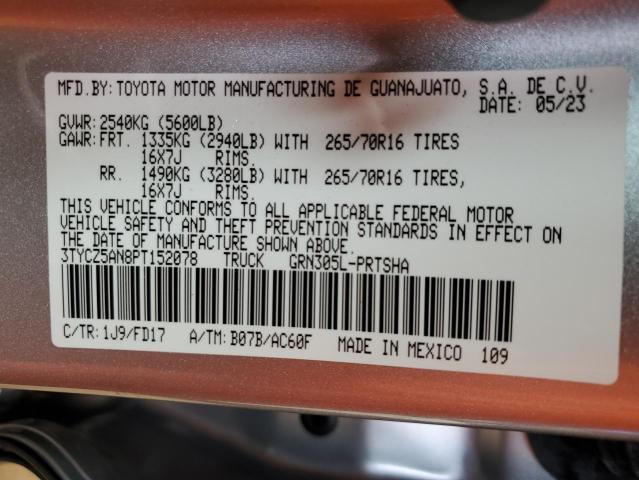 MFD.BY: TOYOTA MOTOR MANUFACTURING DE GUANAJUATO, S.A. DE C.V.
DATE: 05/23
GVWR: 2540KG (5600LB)
GAWR: FRT. 1335KG (2940LB) WITH 265/70R16 TIRES
16X7J RIMS.
RR. 1490KG (3280LB) WITH 265/70R16 TIRES,
16X7J RIMS.
THIS VEHICLE CONFORMS TO ALL APPLICABLE FEDERAL MOTOR
VEHICLE SAFETY AND THEFT PREVENTION STANDARDS IN EFFECT ON
THE DATE OF MANUFACTURE SHOWN ABOVE.
3TYCZ5AN8PT152078 TRUCK GRN305L-PRTSHA
C/TR: 1J9/FD17 A/TM: B07B/AC60F MADE IN MEXICO 109